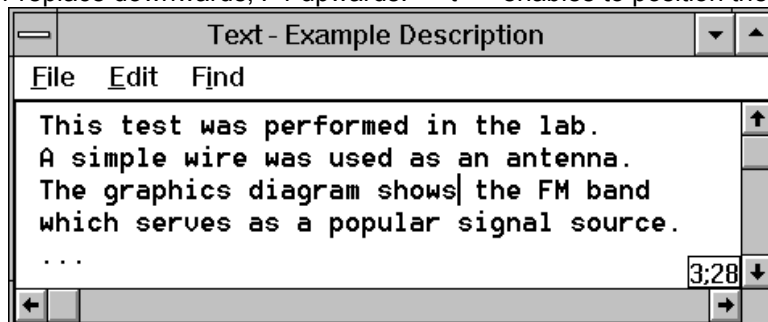 Text - Example Description
File Edit Find
This test was performed in the lab.
A simple wire was used as an antenna.
The graphics diagram shows the FM band
which serves as a popular signal source.
...
3;28